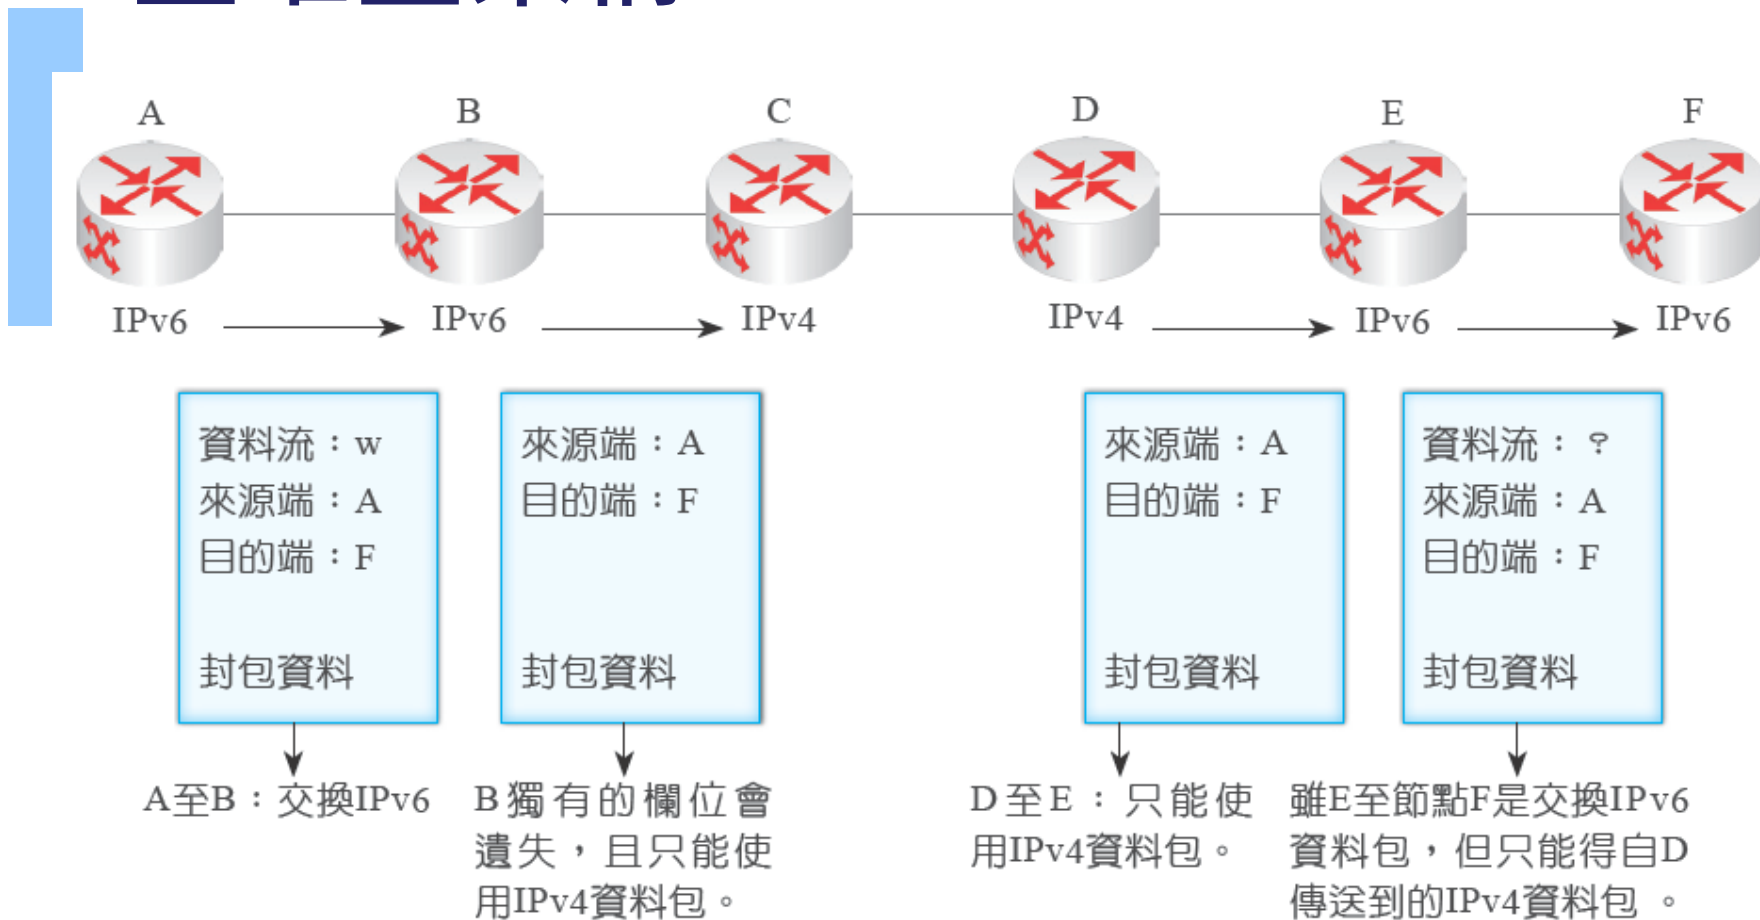 A B C D E F
IPv6 IPv6 IPv4 IPv4 IPv6 IPv6
資料流：w
來源端：A
目的端：F
封包資料
來源端：A
目的端：F
封包資料
來源端：A
目的端：F
封包資料
資料流：?
來源端：A
目的端：F
封包資料
A至B：交換IPv6
B獨有的欄位會
遺失，且只能使
用IPv4資料包。
D至E：只能使
用IPv4資料包。
雖E至節點F是交換IPv6
資料包，但只能得自D
傳送到的IPv4資料包 。